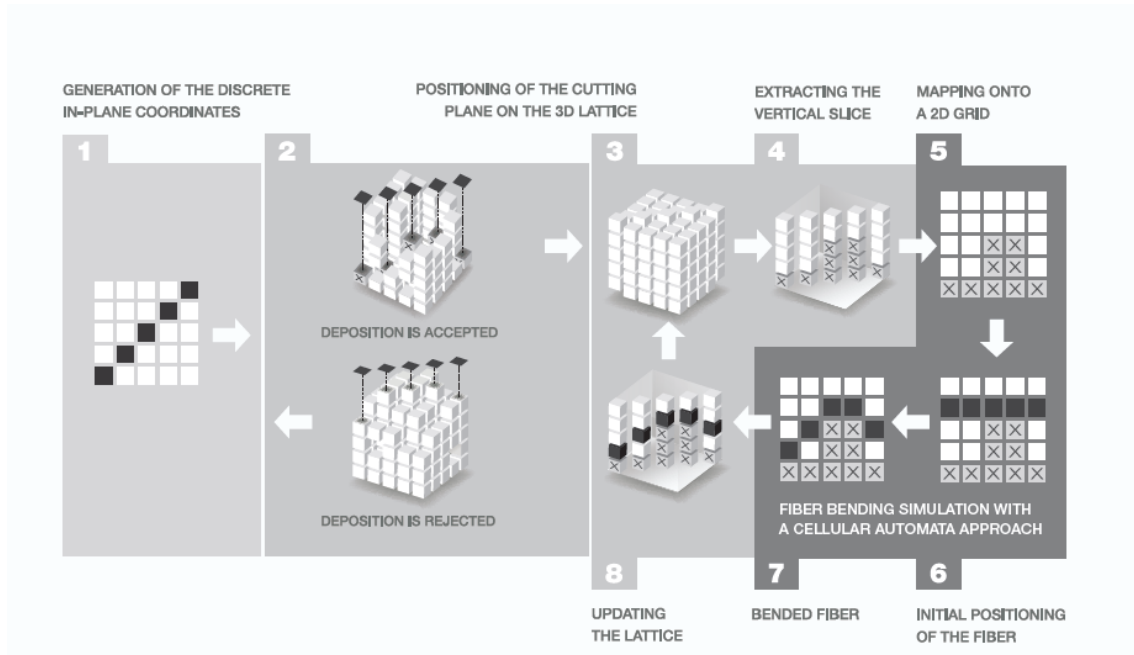 GENERATION OF THE DISCRETE
IN-PLANE COORDINATES
POSITIONING OF THE CUTTING
PLANE ON THE 3D LATTICE
EXTRACTING THE
VERTICAL SLICE
MAPPING ONTO
A 2D GRID
1
2
3
4
5
DEPOSITION IS ACCEPTED
DEPOSITION IS REJECTED
FIBER BENDING SIMULATION WITH
A CELLULAR AUTOMATA APPROACH
8
7
6
UPDATING
THE LATTICE
BENDED FIBER
INITIAL POSITIONING
OF THE FIBER